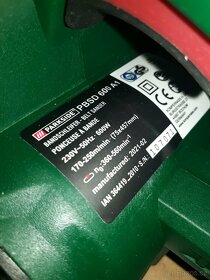 PARKSIDE PBSD 600 A1
BANDSCHLEIFER · BELT SANDER
PONCEUSE À BANDE
230V~50Hz 600W
170-250m/min (75x457mm)
n₀=360-560min⁻¹
manufactured: 2021-02
IAN 364419_2010 · S.N.